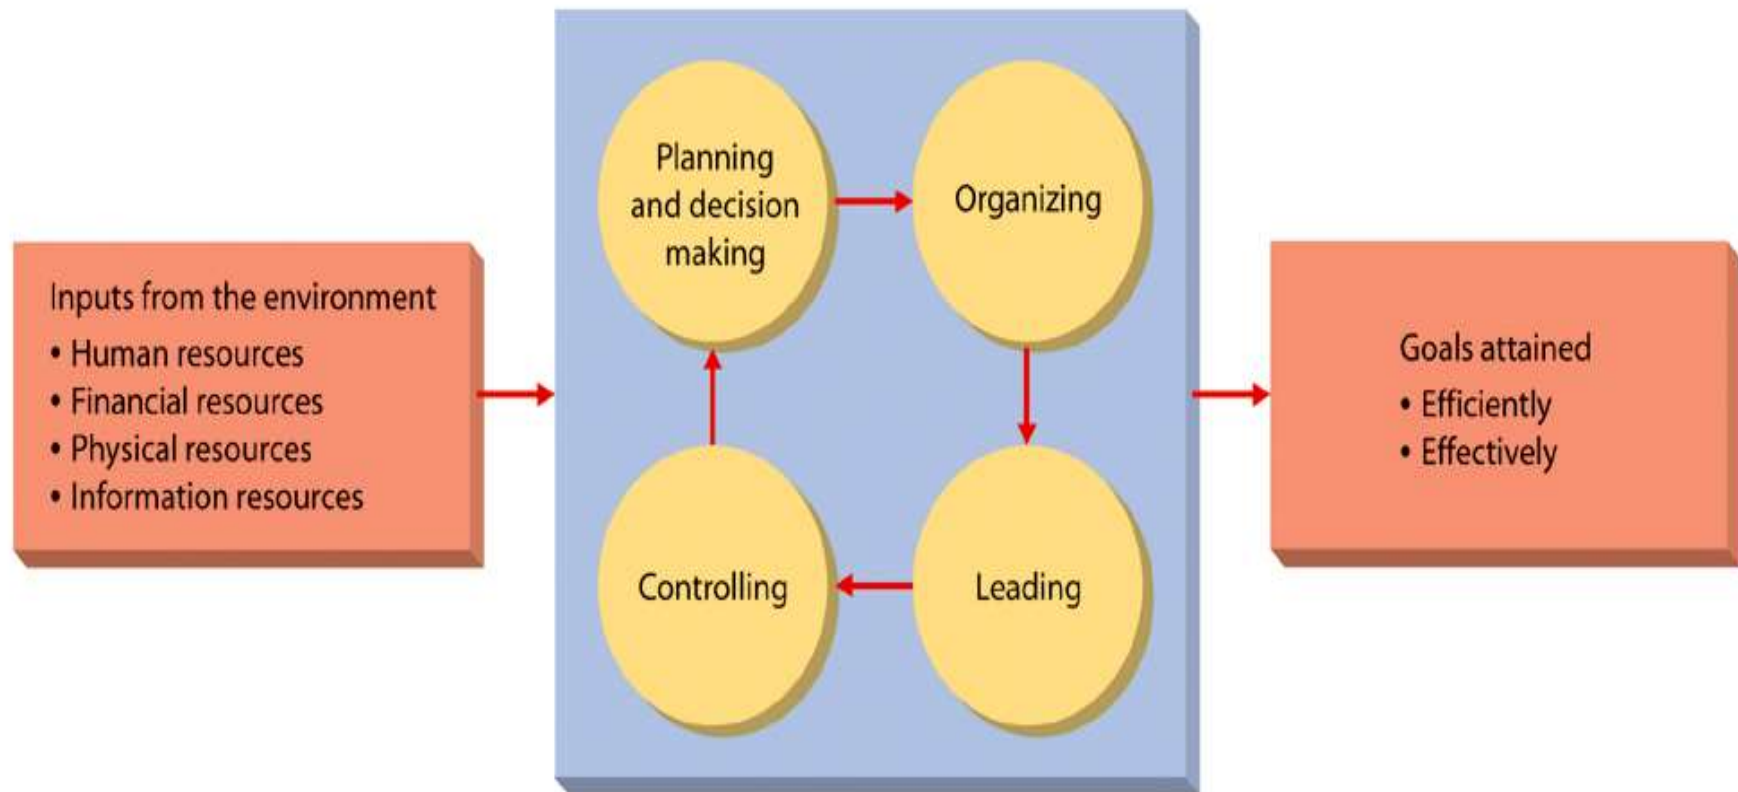 Inputs from the environment
• Human resources
• Financial resources
• Physical resources
• Information resources
Planning
and decision
making
Organizing
Controlling
Leading
Goals attained
• Efficiently
• Effectively